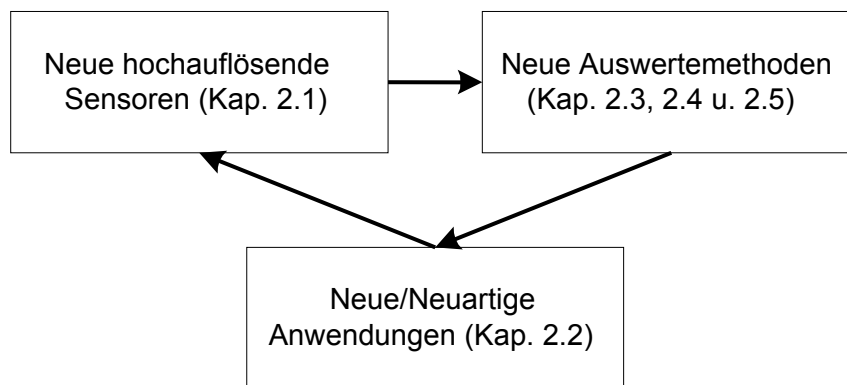 Neue hochauflösende
Sensoren (Kap. 2.1)
Neue Auswertemethoden
(Kap. 2.3, 2.4 u. 2.5)
Neue/Neuartige
Anwendungen (Kap. 2.2)